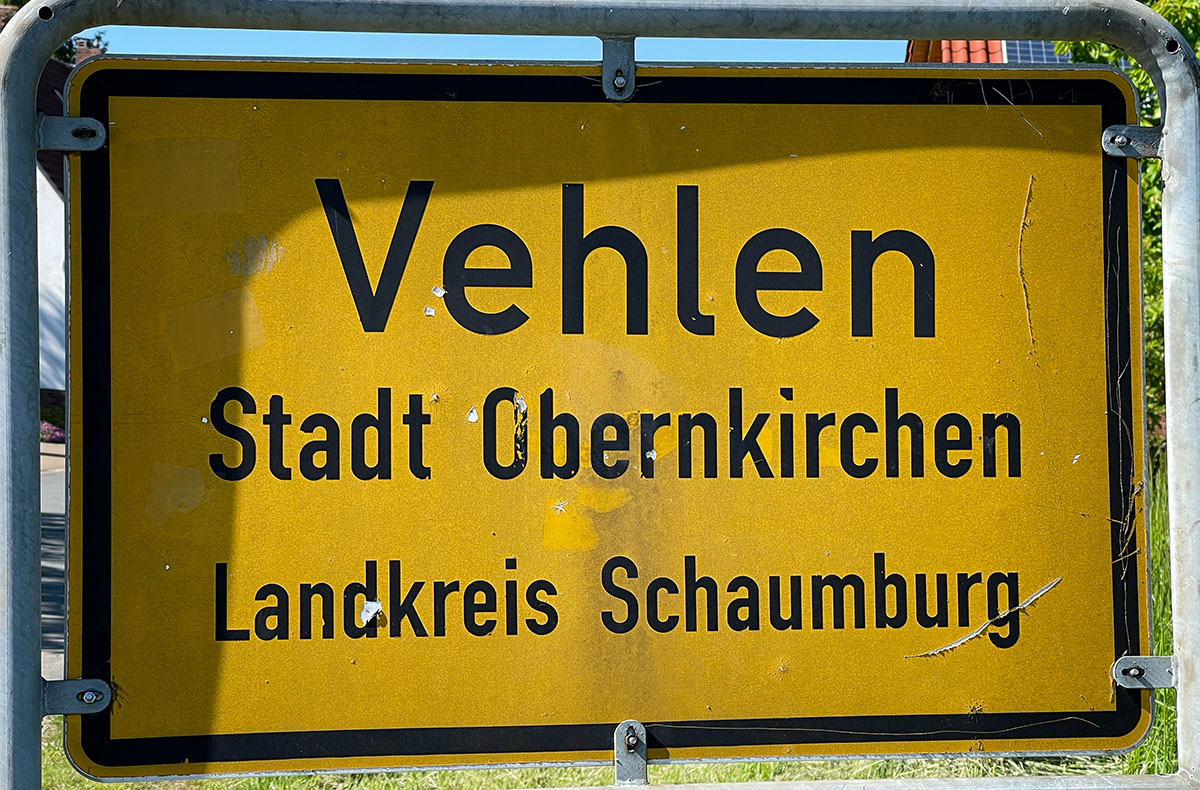 Vehlen
Stadt Obernkirchen
Landkreis Schaumburg